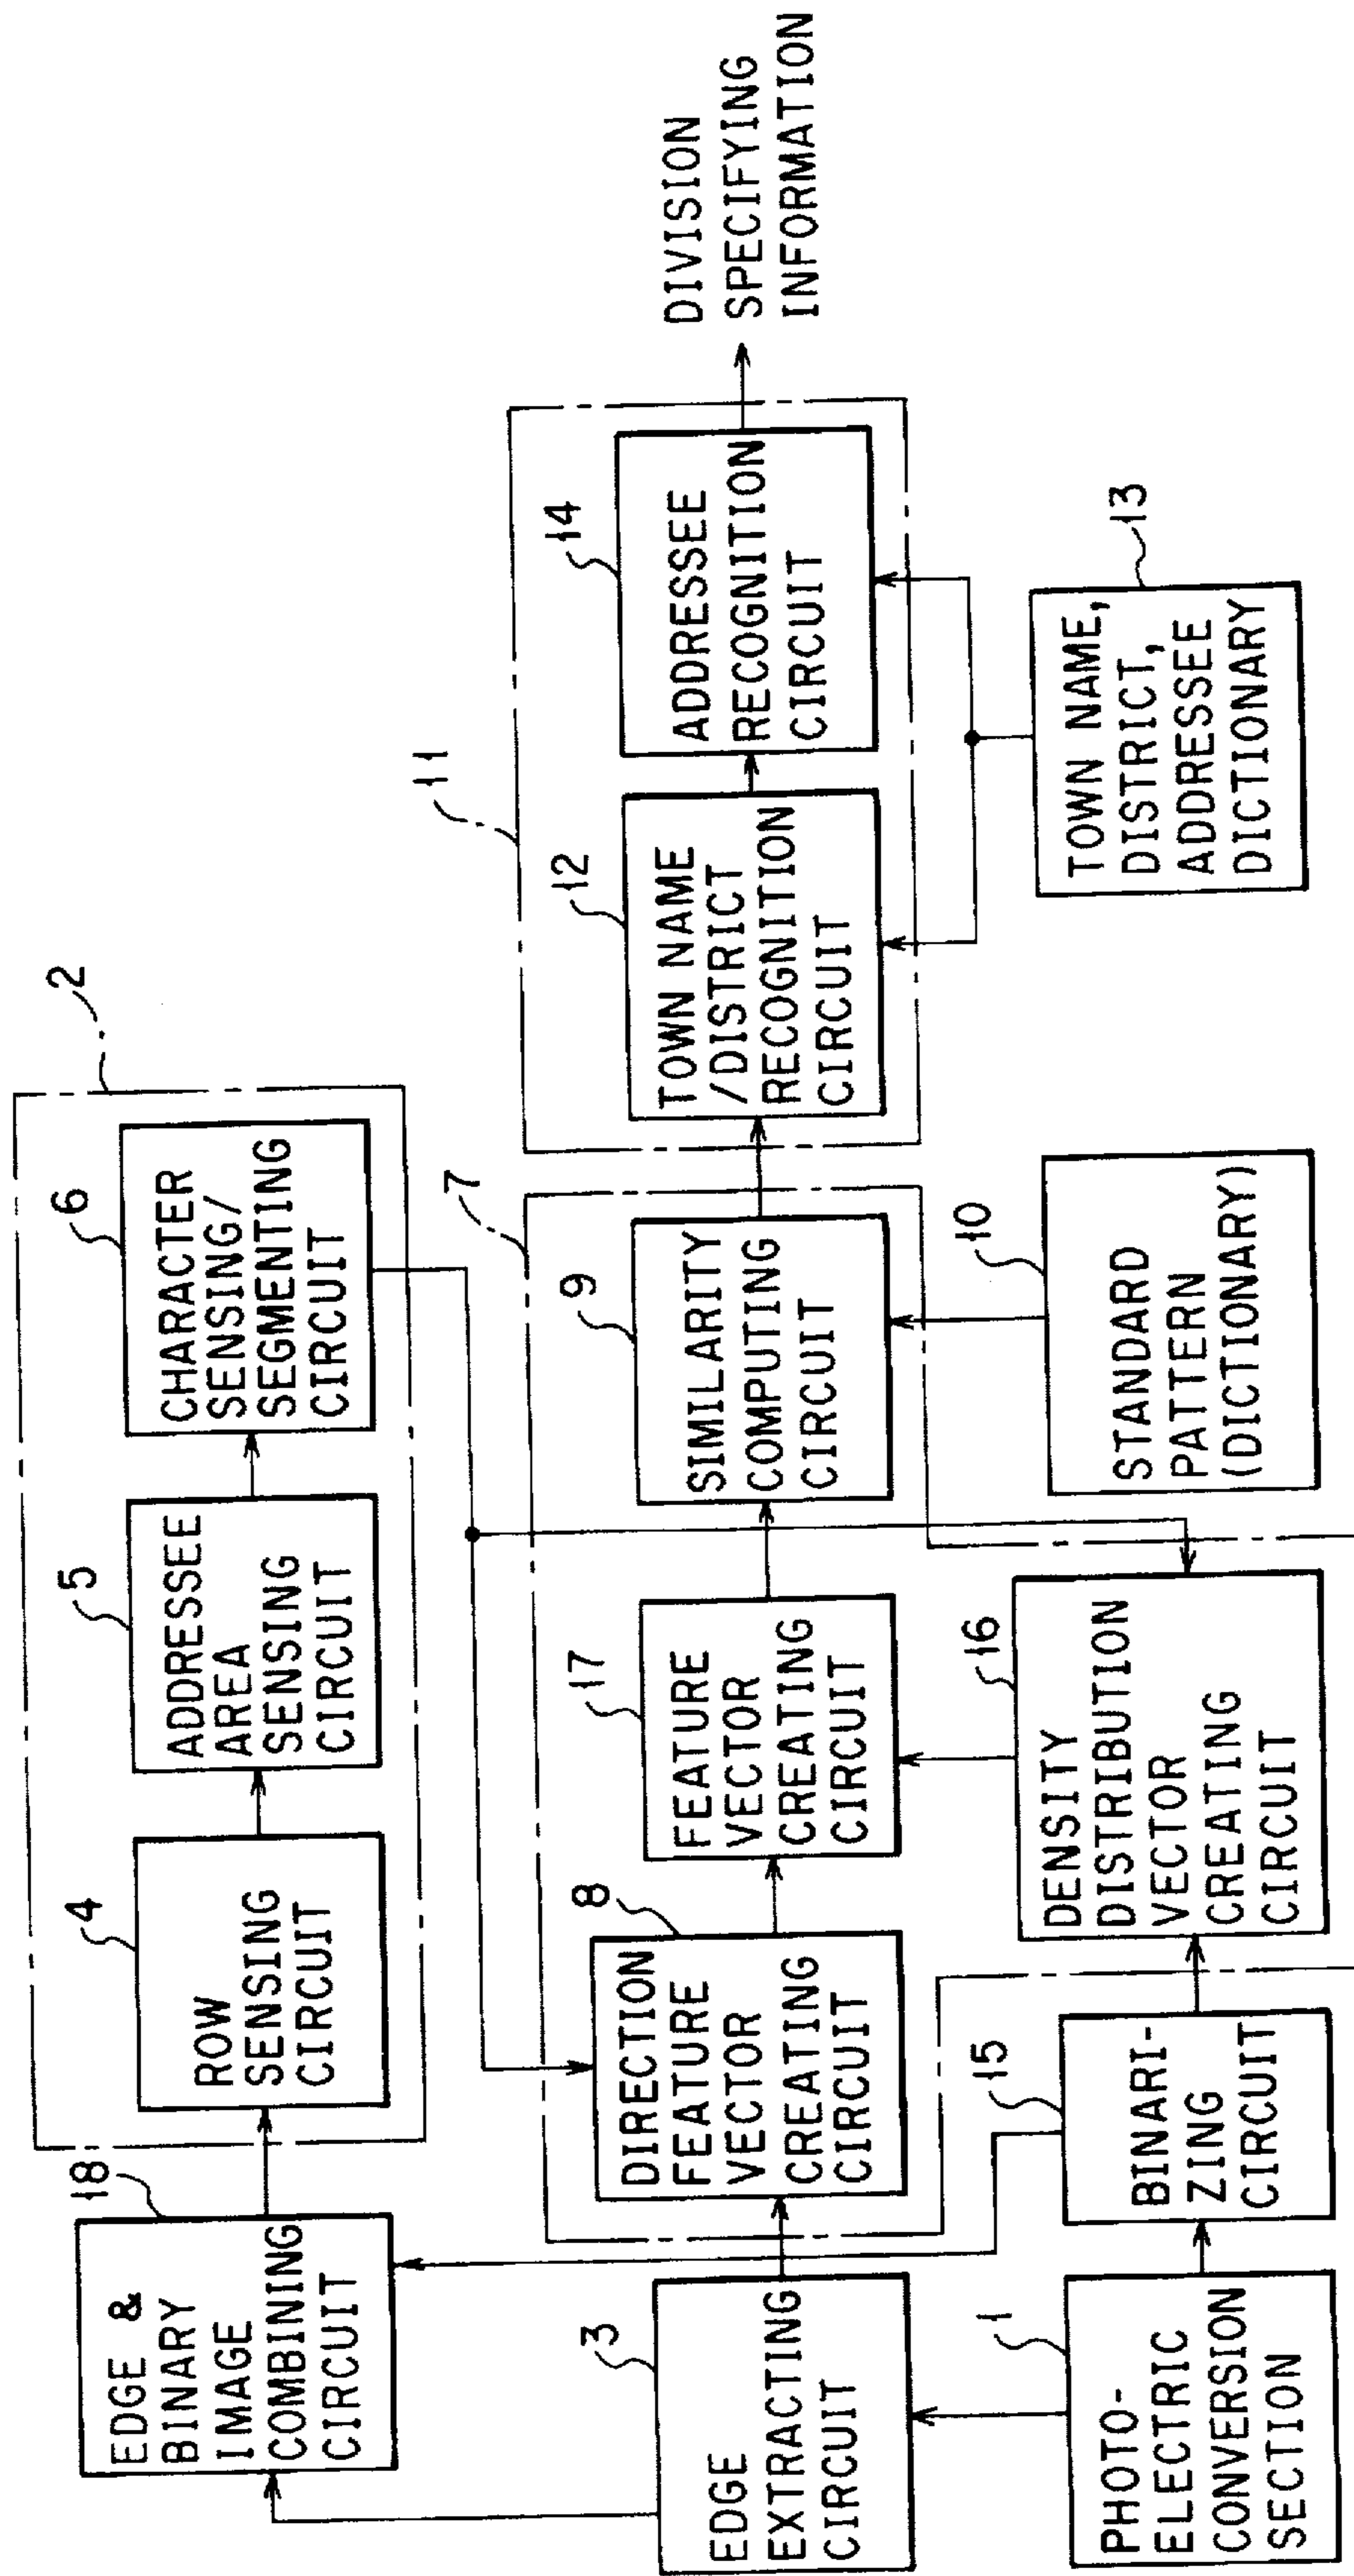 EDGE &
BINARY
IMAGE
COMBINING
CIRCUIT
18
ROW
SENSING
CIRCUIT
4
ADDRESSEE
AREA
SENSING
CIRCUIT
5
CHARACTER
SENSING/
SEGMENTING
CIRCUIT
6
2
EDGE
EXTRACTING
CIRCUIT
3
DIRECTION
FEATURE
VECTOR
CREATING
CIRCUIT
8
FEATURE
VECTOR
CREATING
CIRCUIT
17
SIMILARITY
COMPUTING
CIRCUIT
9
7
TOWN NAME
/DISTRICT
RECOGNITION
CIRCUIT
12
ADDRESSEE
RECOGNITION
CIRCUIT
14
11
DIVISION
SPECIFYING
INFORMATION
PHOTO-
ELECTRIC
CONVERSION
SECTION
1
BINARI-
ZING
CIRCUIT
15
DENSITY
DISTRIBUTION
VECTOR
CREATING
CIRCUIT
16
STANDARD
PATTERN
(DICTIONARY)
10
TOWN NAME,
DISTRICT,
ADDRESSEE
DICTIONARY
13